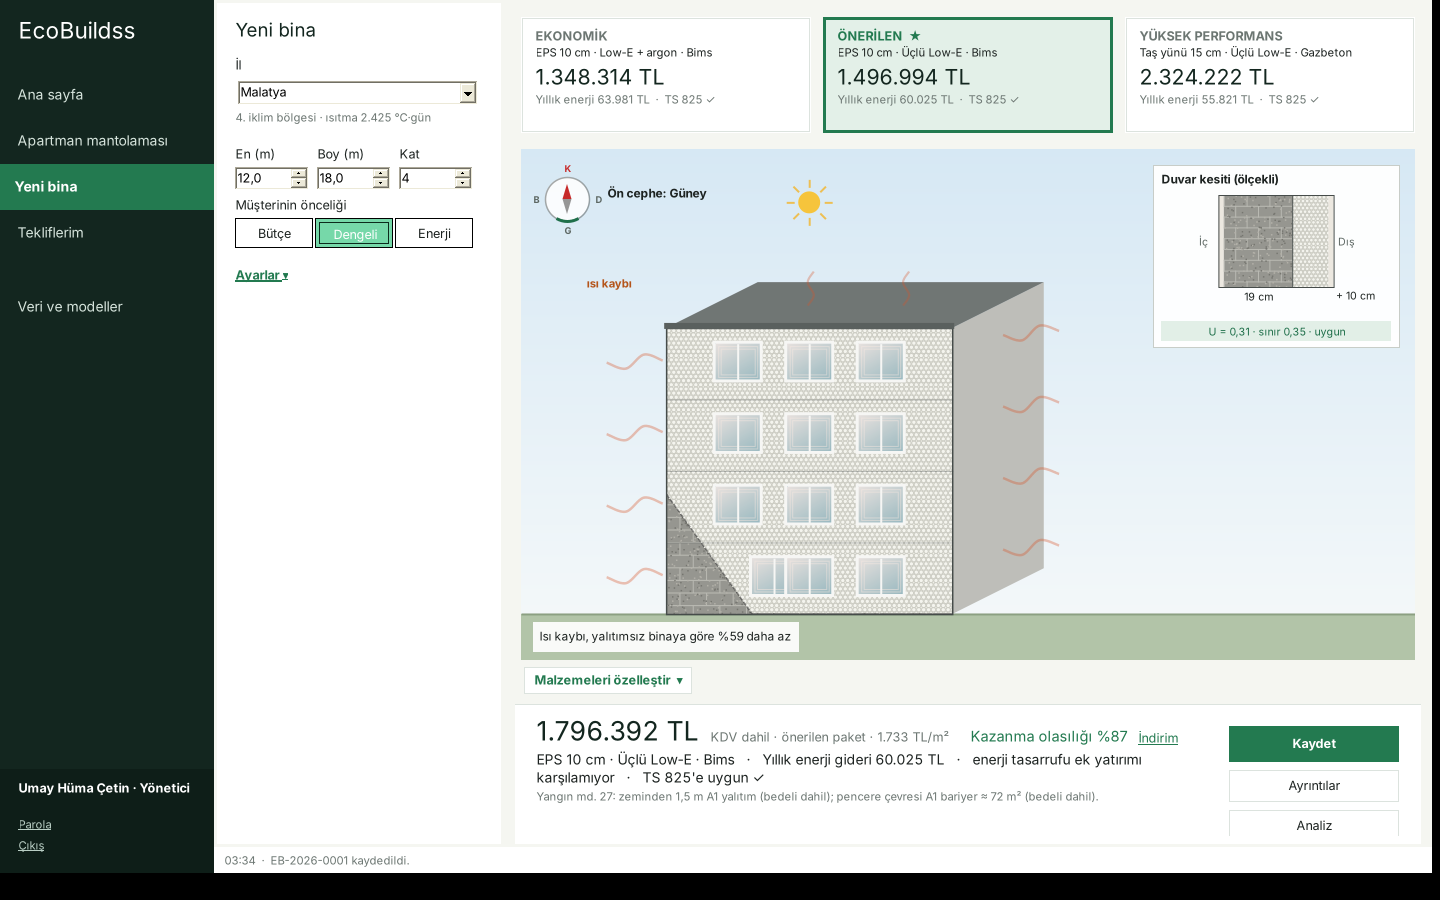 EcoBuildss
Ana sayfa
Apartman mantolaması
Yeni bina
Tekliflerim
Veri ve modeller
Umay Hüma Çetin · Yönetici
Parola
Çıkış
Yeni bina
İl
Malatya
4. iklim bölgesi · ısıtma 2.425 °C·gün
En (m) Boy (m) Kat
12,0 18,0 4
Müşterinin önceliği
Bütçe Dengeli Enerji
Ayarlar ▾
EKONOMİK
EPS 10 cm · Low-E + argon · Bims
1.348.314 TL
Yıllık enerji 63.981 TL · TS 825 ✓
ÖNERİLEN ★
EPS 10 cm · Üçlü Low-E · Bims
1.496.994 TL
Yıllık enerji 60.025 TL · TS 825 ✓
YÜKSEK PERFORMANS
Taş yünü 15 cm · Üçlü Low-E · Gazbeton
2.324.222 TL
Yıllık enerji 55.821 TL · TS 825 ✓
K
B D
G
Ön cephe: Güney
ısı kaybı
Duvar kesiti (ölçekli)
İç Dış
19 cm + 10 cm
U = 0,31 · sınır 0,35 · uygun
Isı kaybı, yalıtımsız binaya göre %59 daha az
Malzemeleri özelleştir ▾
1.796.392 TL KDV dahil · önerilen paket · 1.733 TL/m² Kazanma olasılığı %87 İndirim
EPS 10 cm · Üçlü Low-E · Bims · Yıllık enerji gideri 60.025 TL · enerji tasarrufu ek yatırımı
karşılamıyor · TS 825'e uygun ✓
Yangın md. 27: zeminden 1,5 m A1 yalıtım (bedeli dahil); pencere çevresi A1 bariyer ≈ 72 m² (bedeli dahil).
Kaydet
Ayrıntılar
Analiz
03:34 · EB-2026-0001 kaydedildi.